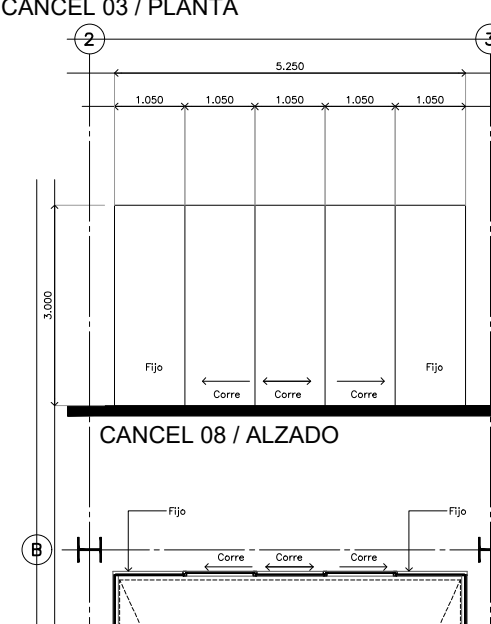 CANCEL 03 / PLANTA
2
3
5.250
1.050 1.050 1.050 1.050 1.050
3.000
Fijo
Fijo
Corre Corre Corre
CANCEL 08 / ALZADO
Fijo
Fijo
B
Corre Corre Corre